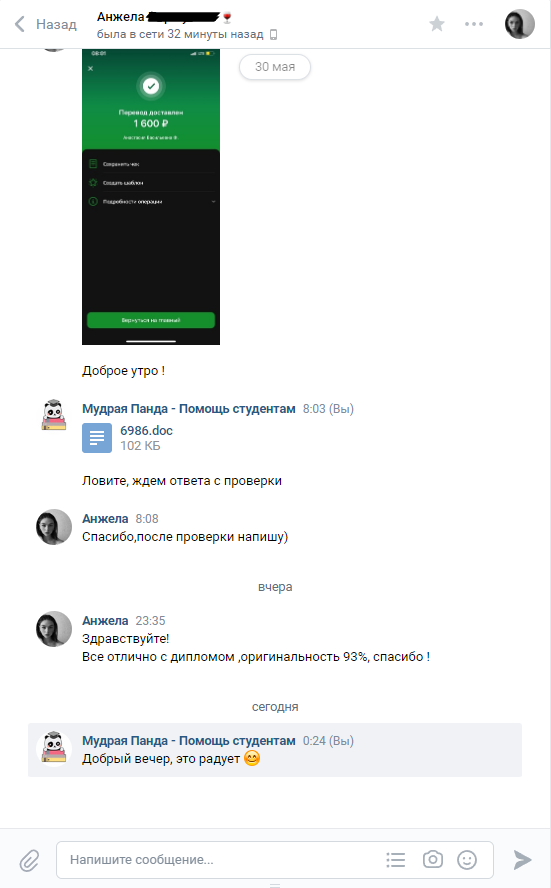 Назад
Анжела
была в сети 32 минуты назад
30 мая
08:01
Перевод доставлен
1 600 ₽
Сохранить чек
Создать шаблон
Подробности операции
Вернуться на главный
Доброе утро !
Мудрая Панда - Помощь студентам 8:03 (Вы)
6986.doc
102 КБ
Ловите, ждем ответа с проверки
Анжела 8:08
Спасибо,после проверки напишу)
вчера
Анжела 23:35
Здравствуйте!
Все отлично с дипломом ,оригинальность 93%, спасибо !
сегодня
Мудрая Панда - Помощь студентам 0:24 (Вы)
Добрый вечер, это радует 😊
Напишите сообщение...